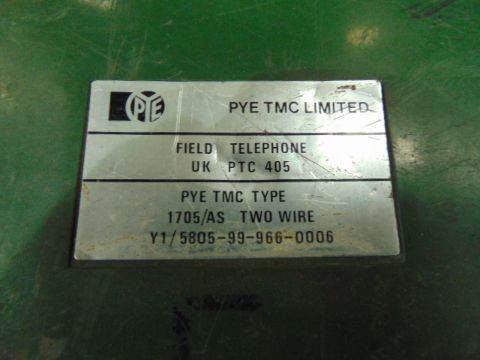 PYE
PYE TMC LIMITED
FIELD TELEPHONE
UK PTC 405
PYE TMC TYPE
1705/AS TWO WIRE
Y1/5805-99-966-0006